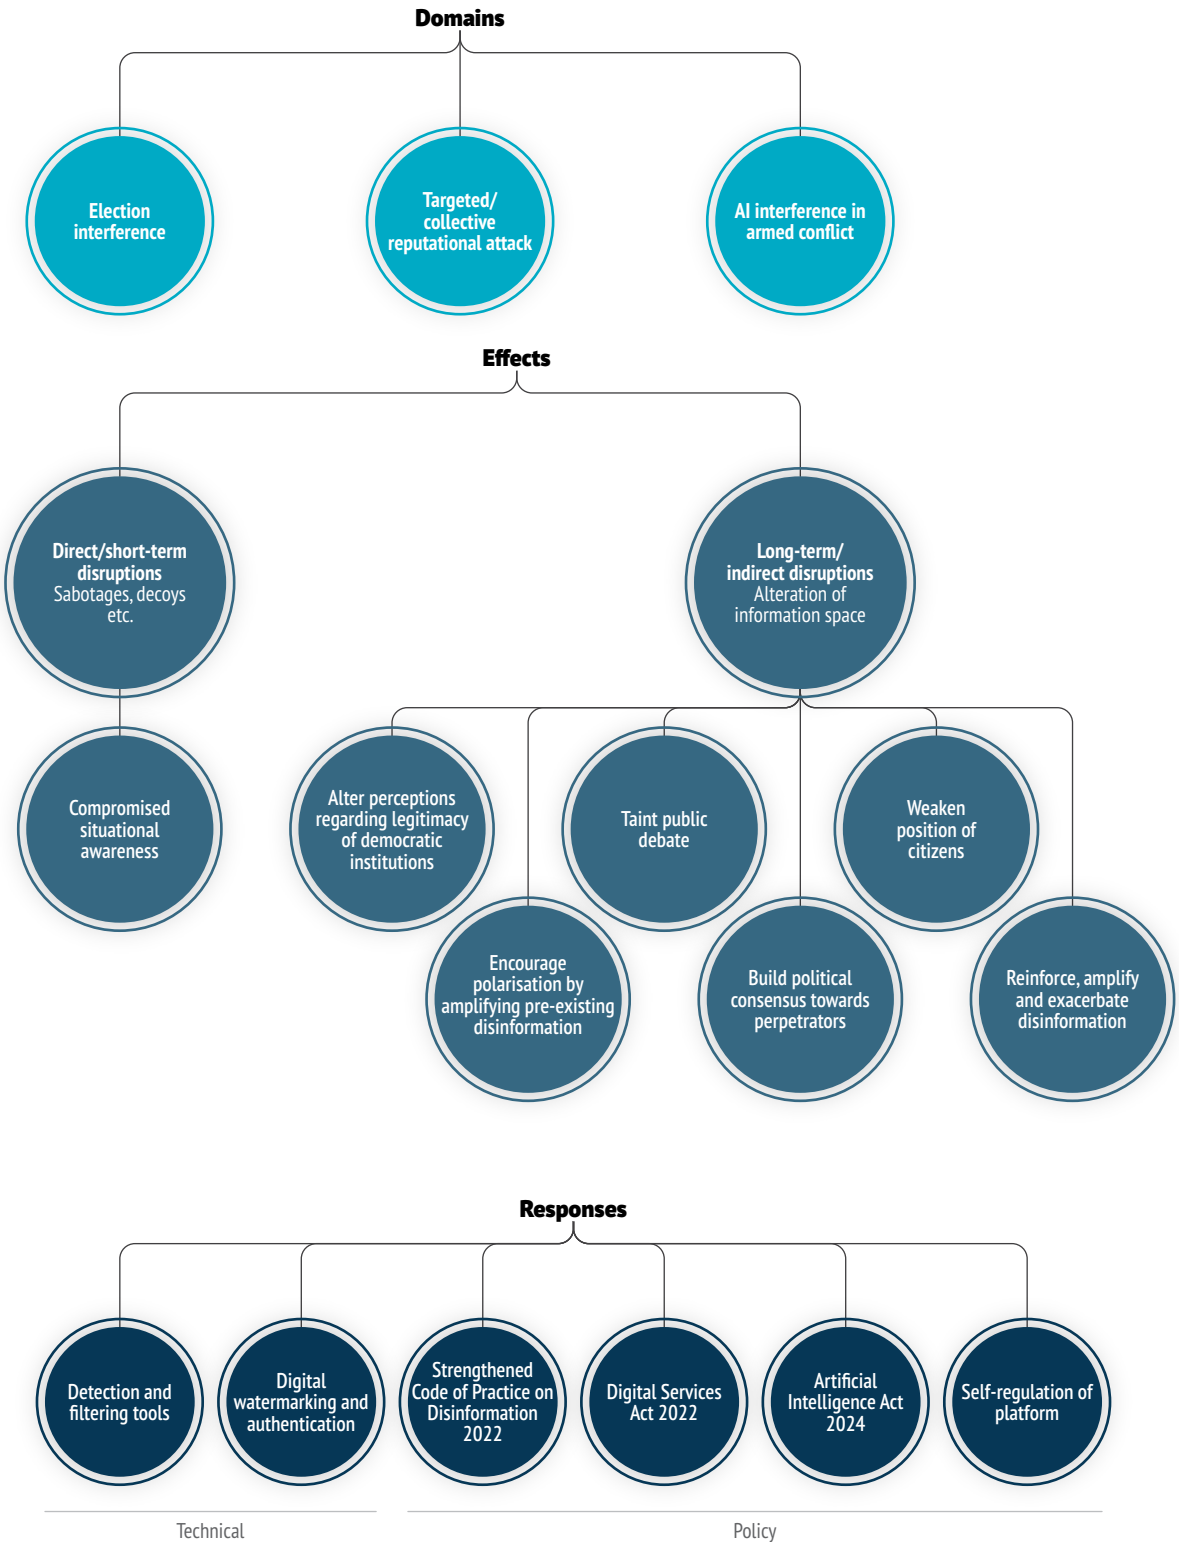 Domains
Election
interference
Targeted/
collective
reputational attack
AI interference in
armed conflict
Effects
Direct/short-term
disruptions
Sabotages, decoys
etc.
Long-term/
indirect disruptions
Alteration of
information space
Compromised
situational
awareness
Alter perceptions
regarding legitimacy
of democratic
institutions
Taint public
debate
Weaken
position of
citizens
Encourage
polarisation by
amplifying pre-existing
disinformation
Build political
consensus towards
perpetrators
Reinforce, amplify
and exacerbate
disinformation
Responses
Detection and
filtering tools
Digital
watermarking and
authentication
Strengthened
Code of Practice on
Disinformation
2022
Digital Services
Act 2022
Artificial
Intelligence Act
2024
Self-regulation of
platform
Technical
Policy